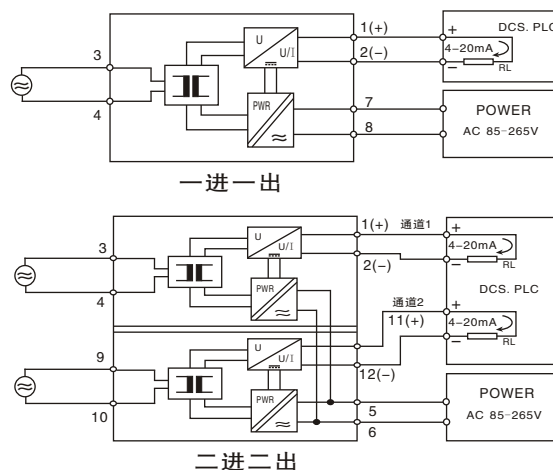 1(+)
DCS. PLC
3
U
U/I
+
4-20mA
2(-)
−
RL
4
PWR
7
8
POWER
AC 85-265V
一进一出
1(+)
通道1
+
3
U
U/I
4-20mA
2(-)
−
RL
4
PWR
DCS. PLC
通道2
+
11(+)
4-20mA
9
U
U/I
−
RL
12(-)
10
PWR
5
6
POWER
AC 85-265V
二进二出